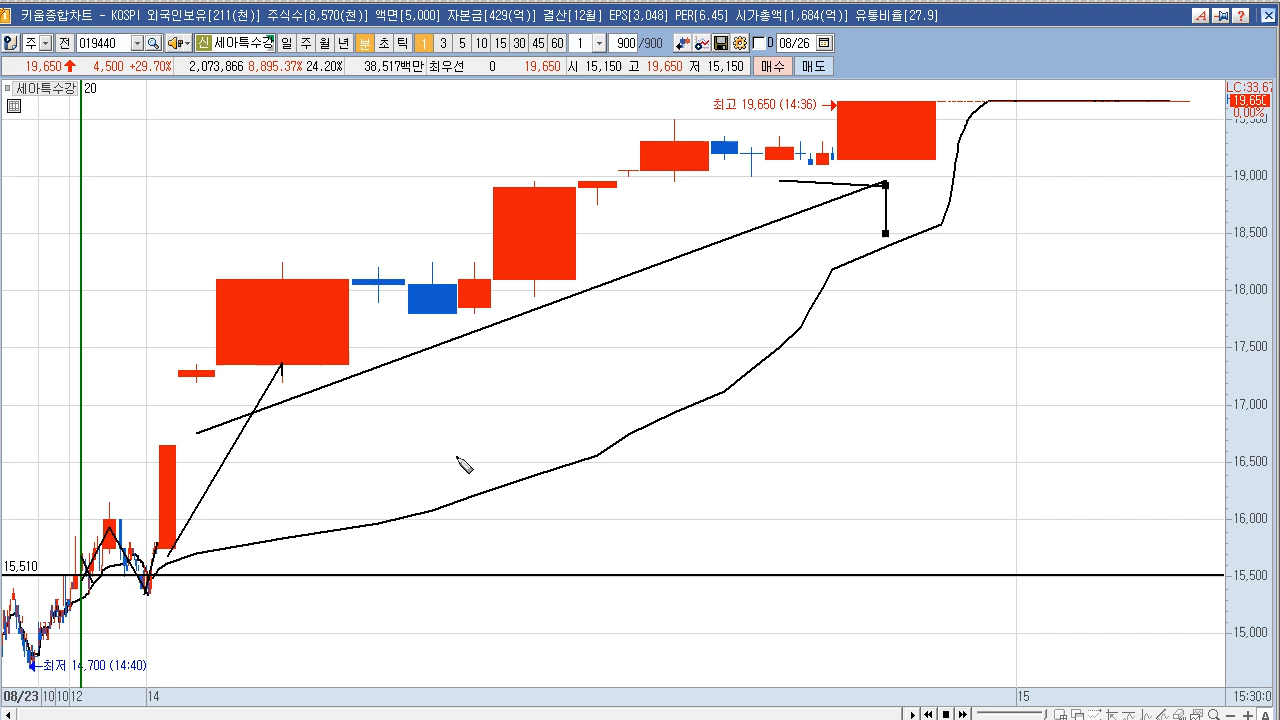 키움종합차트 - KOSPI 외국인보유[211(천)] 주식수[8,570(천)] 액면[5,000] 자본금[429(억)] 결산[12월] EPS[3,048] PER[6.45] 시가총액[1,684(억)] 유통비율[27.9]
주 전 019440 신 세아특수강 일 주 월 년 분 초 틱 1 3 5 10 15 30 45 60 1 900 /900 D 08/26
19,650 4,500 +29.70% 2,073,866 8,895.37% 24.20% 38,517백만 최우선 0 19,650 시 15,150 고 19,650 저 15,150 매수 매도
세아특수강 20
LC:33,67
19,650
0,00%
최고 19,650 (14:36)
19,000
18,500
18,000
17,500
17,000
16,500
16,000
15,510
15,500
15,000
최저 14,700 (14:40)
08/23 10 10 12 14 15 15:30:0